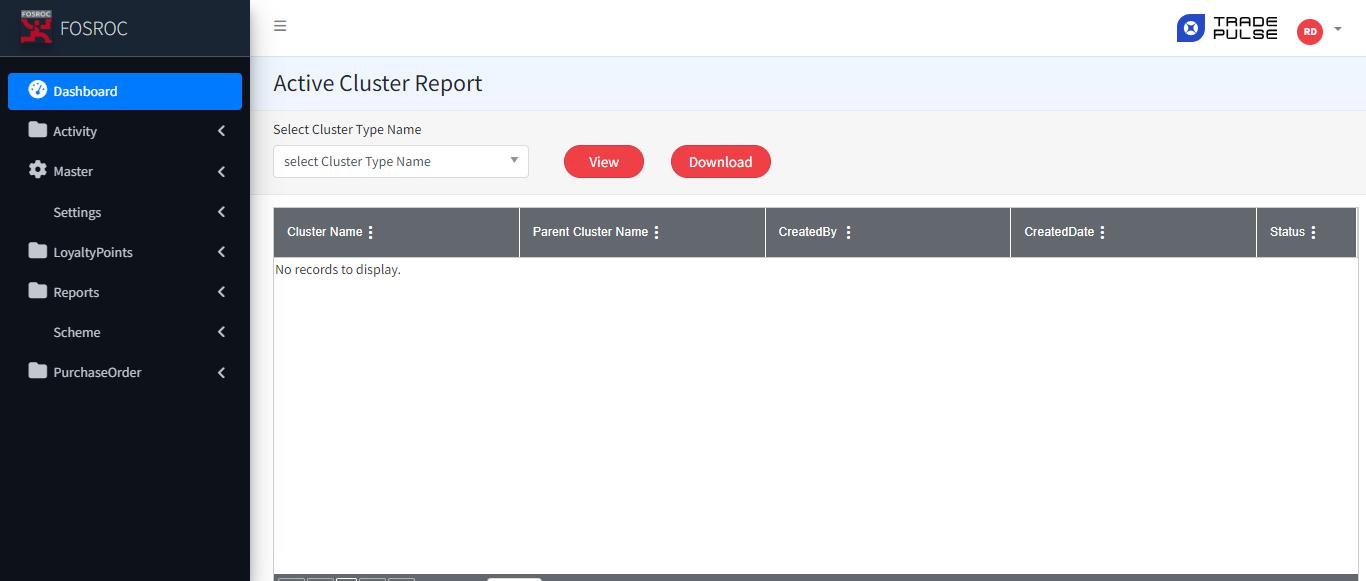 FOSROC
FOSROC
TRADE
PULSE
RD
Dashboard
Activity
Master
Settings
LoyaltyPoints
Reports
Scheme
PurchaseOrder
Active Cluster Report
Select Cluster Type Name
select Cluster Type Name
View
Download
Cluster Name
Parent Cluster Name
CreatedBy
CreatedDate
Status
No records to display.